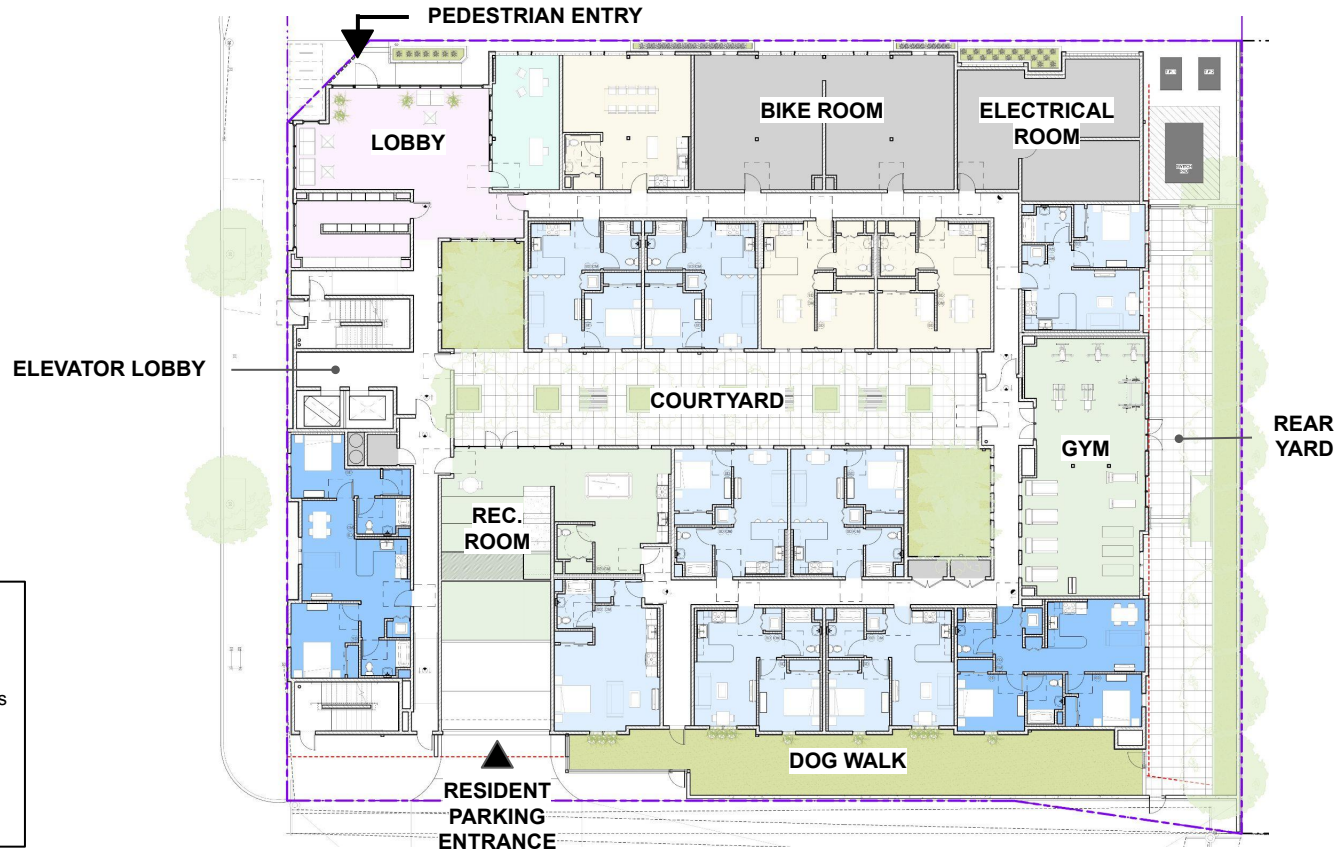 PEDESTRIAN ENTRY
LOBBY
BIKE ROOM
ELECTRICAL
ROOM
ELEVATOR LOBBY
COURTYARD
GYM
REAR
YARD
REC.
ROOM
s
DOG WALK
RESIDENT
PARKING
ENTRANCE